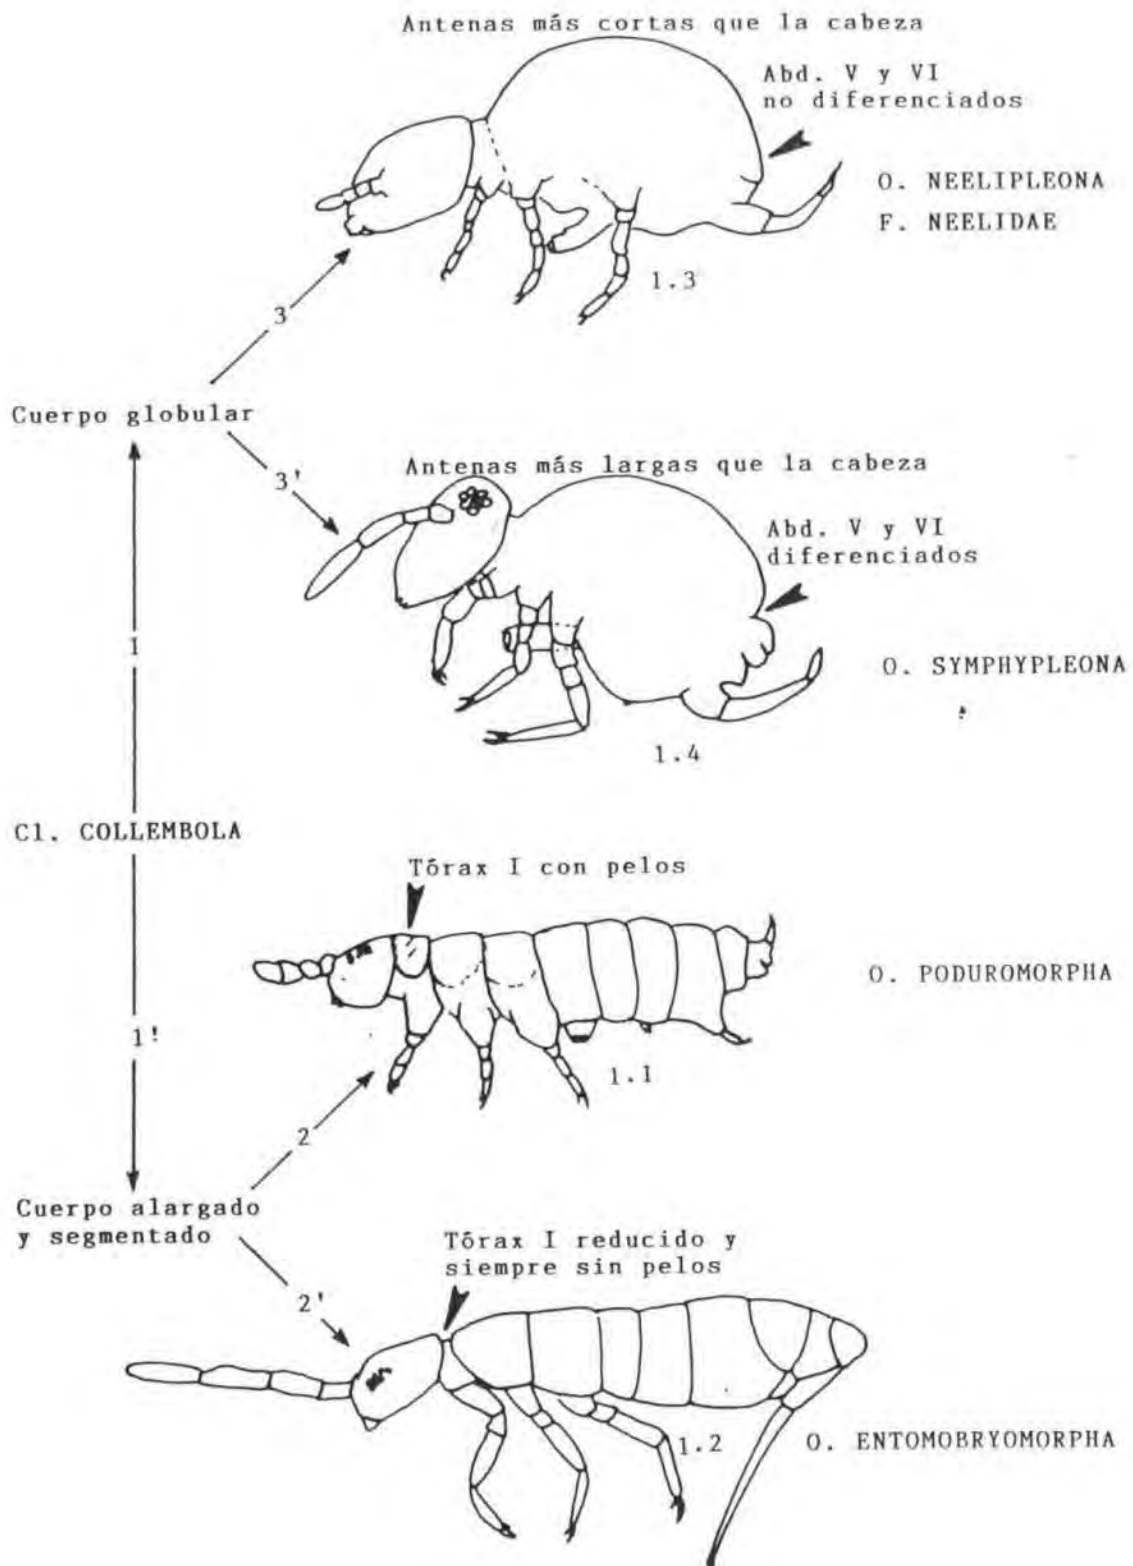 Antenas más cortas que la cabeza
Abd. V y VI
no diferenciados
O. NEELIPLEONA
F. NEELIDAE
1.3
3
Cuerpo globular
3'
Antenas más largas que la cabeza
Abd. V y VI
diferenciados
O. SYMPHYPLEONA
1.4
1
Cl. COLLEMBOLA
Tórax I con pelos
O. PODUROMORPHA
1.1
1'
2
Cuerpo alargado
y segmentado
2'
Tórax I reducido y
siempre sin pelos
1.2
O. ENTOMOBRYOMORPHA